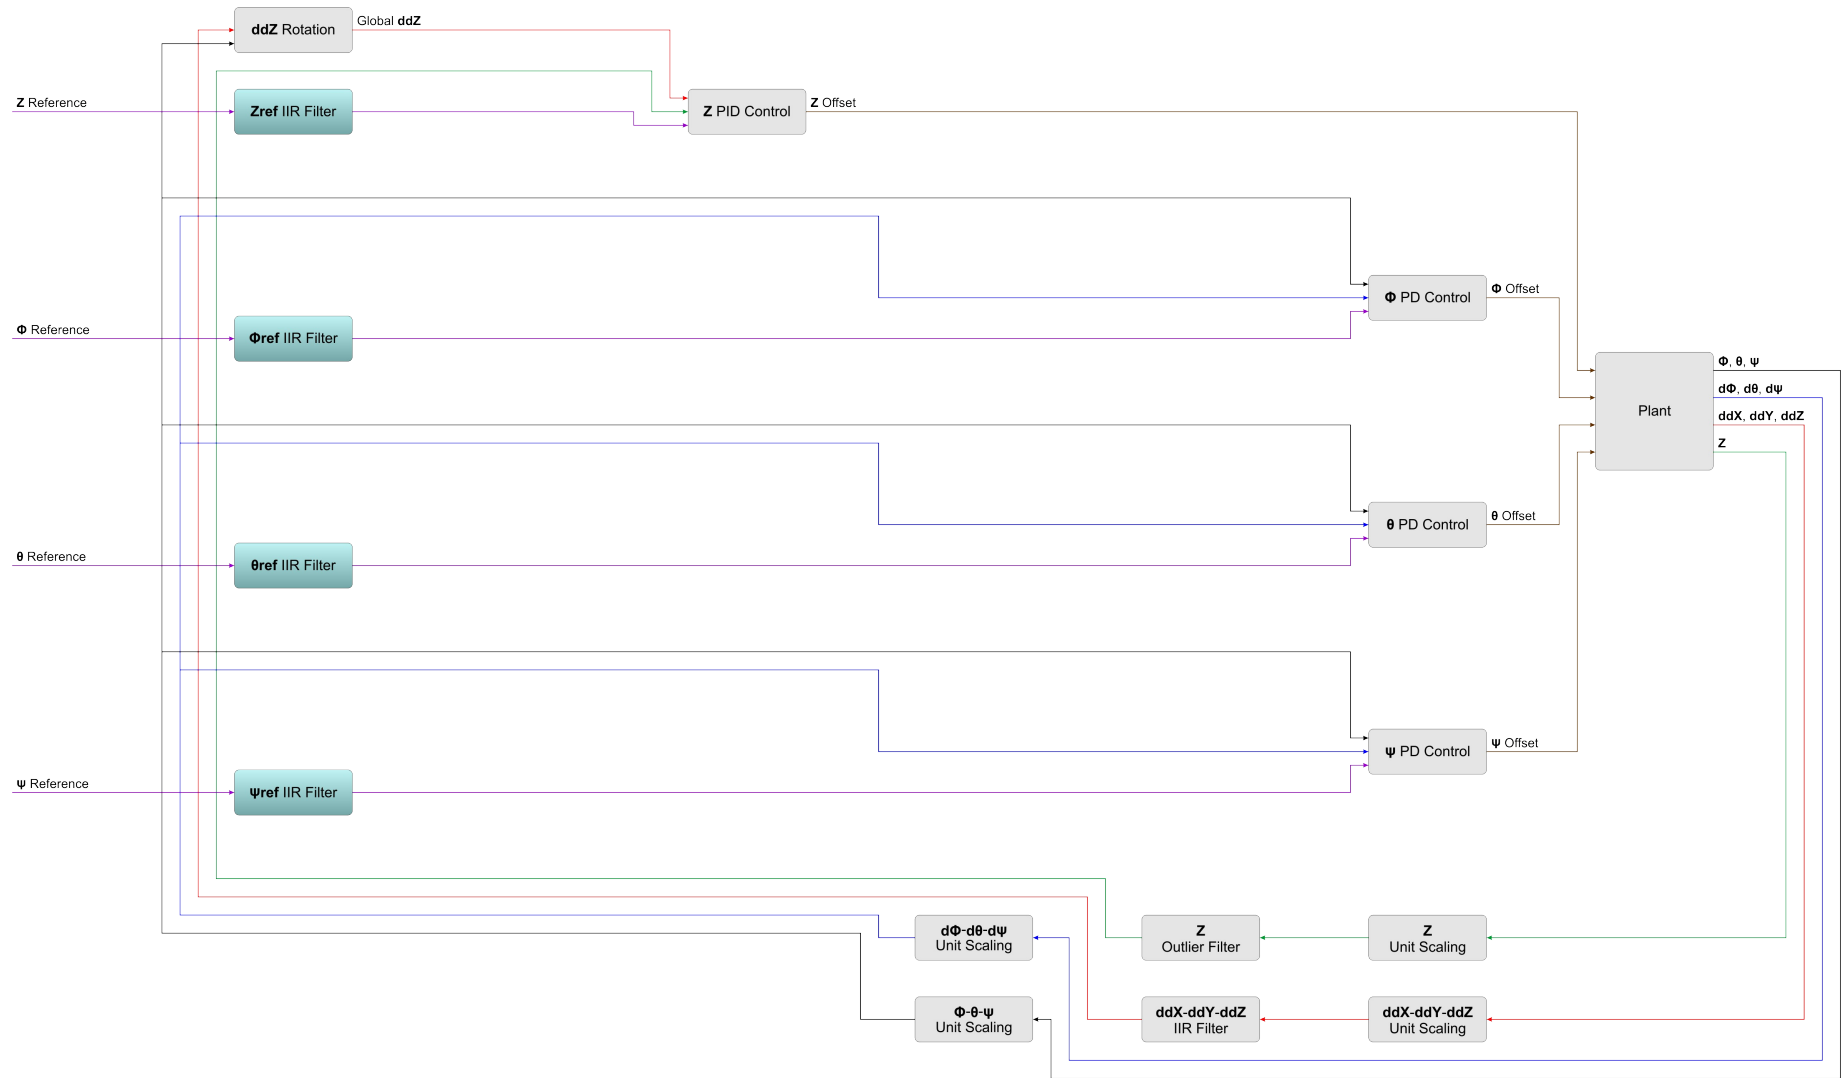 ddZ Rotation
Global ddZ
Z Reference
Zref IIR Filter
Z PID Control
Z Offset
Φ PD Control
Φ Offset
Φ Reference
Φref IIR Filter
Plant
Φ, θ, Ψ
dΦ, dθ, dΨ
ddX, ddY, ddZ
Z
θ PD Control
θ Offset
θ Reference
θref IIR Filter
Ψ PD Control
Ψ Offset
Ψ Reference
Ψref IIR Filter
dΦ-dθ-dΨ
Unit Scaling
Z
Outlier Filter
Z
Unit Scaling
Φ-θ-Ψ
Unit Scaling
ddX-ddY-ddZ
IIR Filter
ddX-ddY-ddZ
Unit Scaling